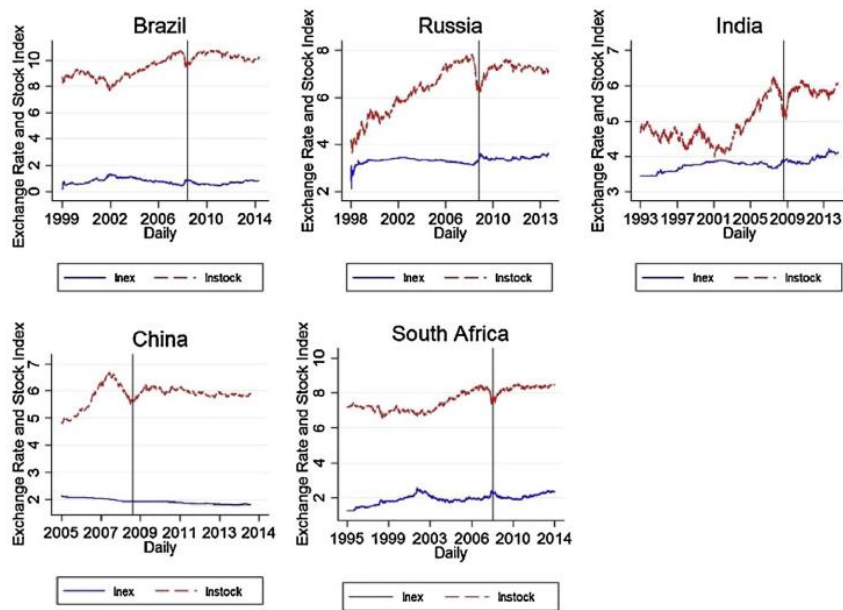 Brazil
Exchange Rate and Stock Index
0 2 4 6 8 10
1999 2002 2006 2010 2014
Daily
lnex lnstock
Russia
Exchange Rate and Stock Index
2 4 6 8
1998 2002 2006 2010 2014
Daily
lnex lnstock
India
Exchange Rate and Stock Index
3 4 5 6 7
1993 1997 2001 2005 2009 2013
Daily
lnex lnstock
China
Exchange Rate and Stock Index
2 3 4 5 6 7
2005 2007 2009 2011 2013 2014
Daily
lnex lnstock
South Africa
Exchange Rate and Stock Index
2 4 6 8 10
1995 1999 2003 2006 2010 2014
Daily
lnex lnstock